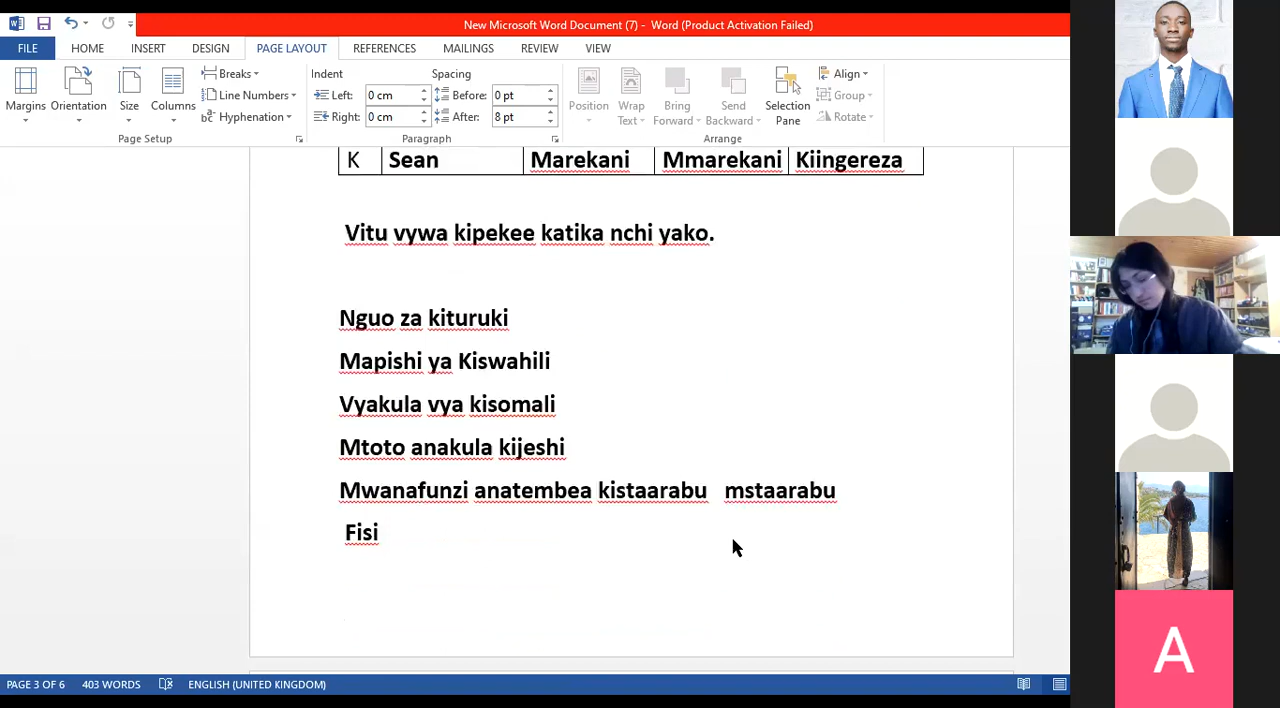 New Microsoft Word Document (7) - Word (Product Activation Failed)
FILE HOME INSERT DESIGN PAGE LAYOUT REFERENCES MAILINGS REVIEW VIEW
Margins Orientation Size Columns Breaks Line Numbers Hyphenation
Page Setup
Indent Spacing
Left: 0 cm Before: 0 pt
Right: 0 cm After: 8 pt
Paragraph
Position Wrap Text Bring Forward Send Backward Selection Pane Align Group Rotate
Arrange
K Sean Marekani Mmarekani Kiingereza
Vitu vywa kipekee katika nchi yako.
Nguo za kituruki
Mapishi ya Kiswahili
Vyakula vya kisomali
Mtoto anakula kijeshi
Mwanafunzi anatembea kistaarabu mstaarabu
Fisi
PAGE 3 OF 6 403 WORDS ENGLISH (UNITED KINGDOM)
A